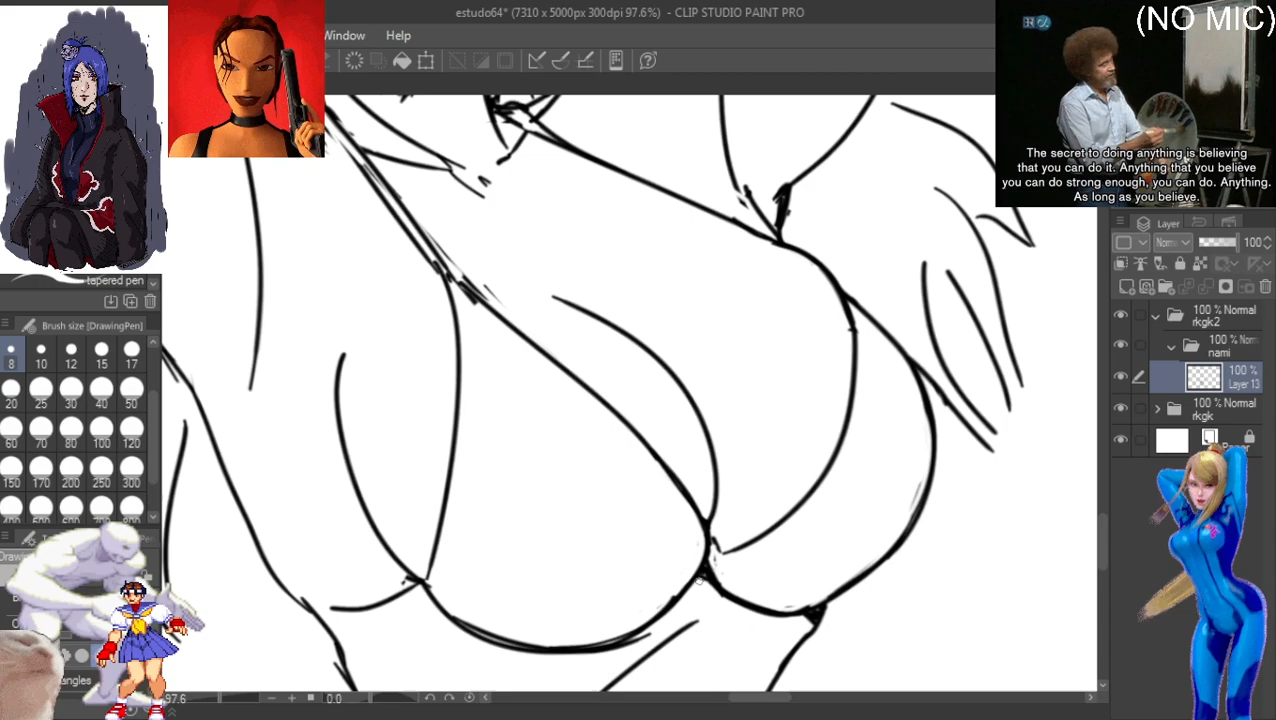 estudo64* (7310 x 5000px 300dpi 97.6%) - CLIP STUDIO PAINT PRO
(NO MIC)
Window Help
The secret to doing anything is believing
that you can do it. Anything that you believe
you can do strong enough, you can do. Anything.
As long as you believe.
Layer
100
tapered pen
Brush size [DrawingPen]
8 10 12 15 17
20 25 30 40 50
60 70 80 100 120
150 170 200 250 300
100 % Normal
rkgk2
100 %
nami
100 %
Layer 13
100 % Normal
rkgk
angles
97.6
0.0